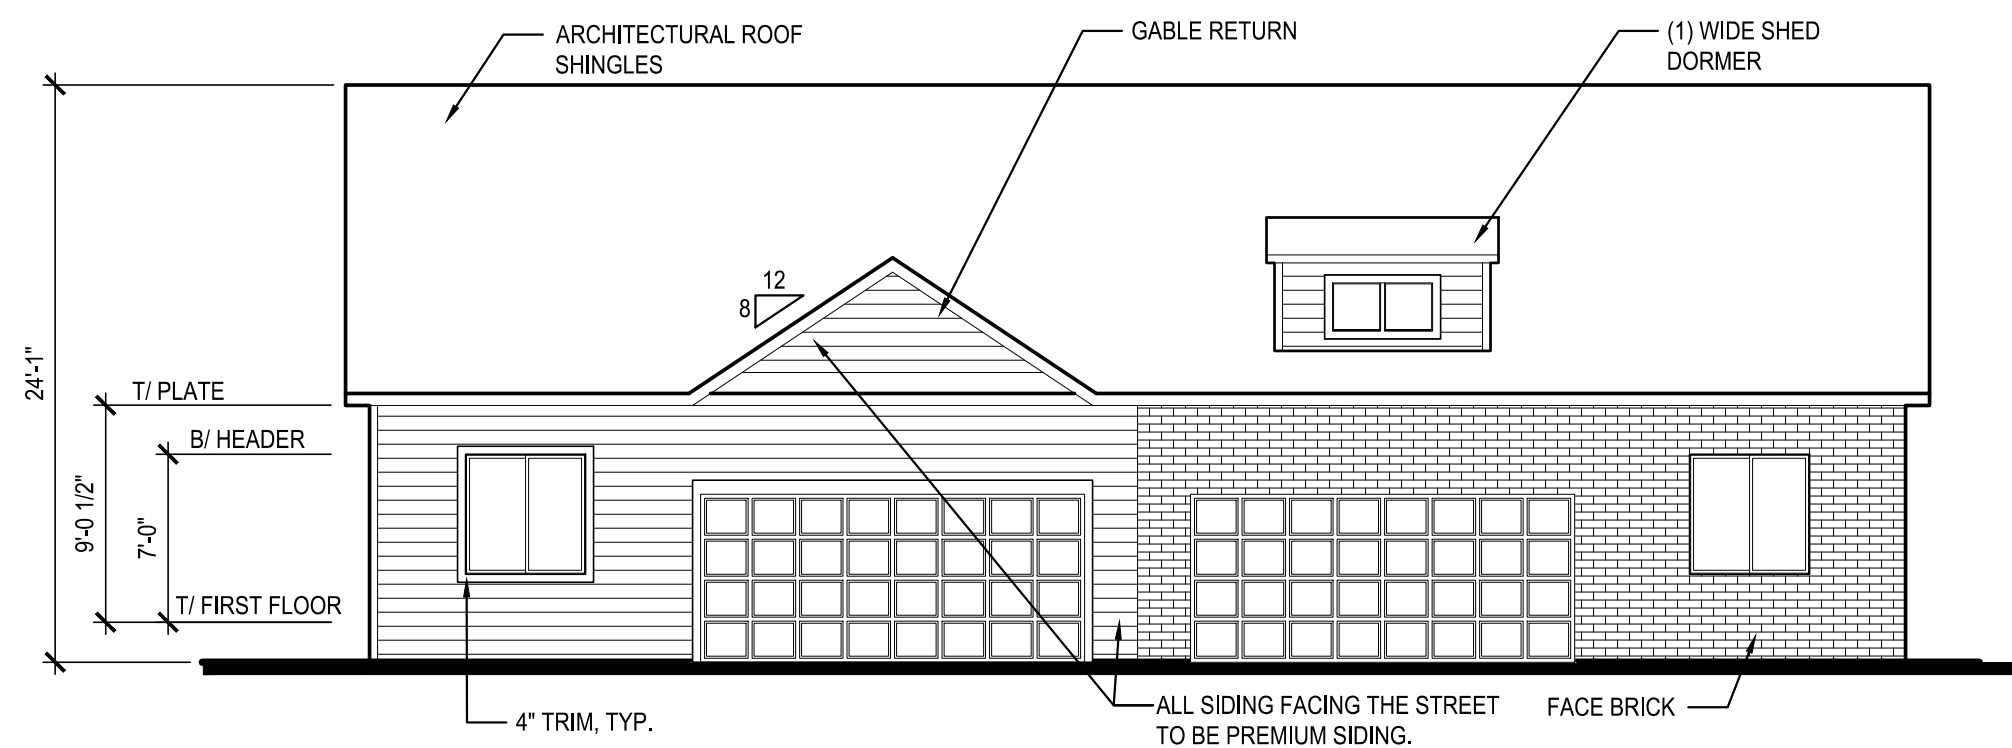 ARCHITECTURAL ROOF
SHINGLES
GABLE RETURN
(1) WIDE SHED
DORMER
12
8
24'-1"
T/ PLATE
B/ HEADER
9'-0 1/2"
7'-0"
T/ FIRST FLOOR
4" TRIM, TYP.
ALL SIDING FACING THE STREET
TO BE PREMIUM SIDING.
FACE BRICK